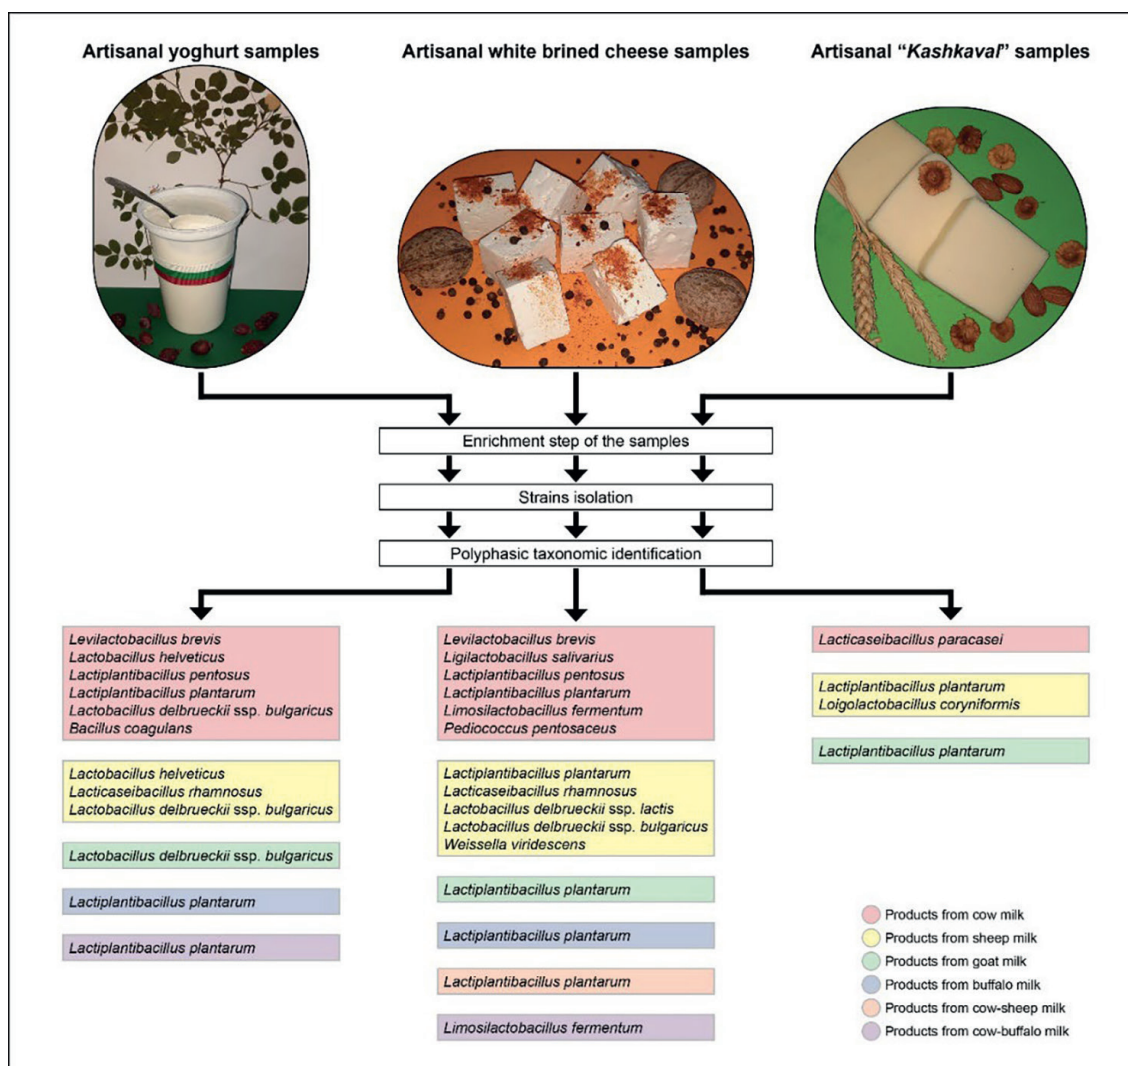 Artisanal yoghurt samples
Artisanal white brined cheese samples
Artisanal “Kashkaval” samples
Enrichment step of the samples
Strains isolation
Polyphasic taxonomic identification
Levilactobacillus brevis
Lactobacillus helveticus
Lactiplantibacillus pentosus
Lactiplantibacillus plantarum
Lactobacillus delbrueckii ssp. bulgaricus
Bacillus coagulans
Lactobacillus helveticus
Lacticaseibacillus rhamnosus
Lactobacillus delbrueckii ssp. bulgaricus
Lactobacillus delbrueckii ssp. bulgaricus
Lactiplantibacillus plantarum
Lactiplantibacillus plantarum
Levilactobacillus brevis
Ligilactobacillus salivarius
Lactiplantibacillus pentosus
Lactiplantibacillus plantarum
Limosilactobacillus fermentum
Pediococcus pentosaceus
Lactiplantibacillus plantarum
Lacticaseibacillus rhamnosus
Lactobacillus delbrueckii ssp. lactis
Lactobacillus delbrueckii ssp. bulgaricus
Weissella viridescens
Lactiplantibacillus plantarum
Lactiplantibacillus plantarum
Lactiplantibacillus plantarum
Limosilactobacillus fermentum
Lacticaseibacillus paracasei
Lactiplantibacillus plantarum
Loigolactobacillus coryniformis
Lactiplantibacillus plantarum
Products from cow milk
Products from sheep milk
Products from goat milk
Products from buffalo milk
Products from cow-sheep milk
Products from cow-buffalo milk